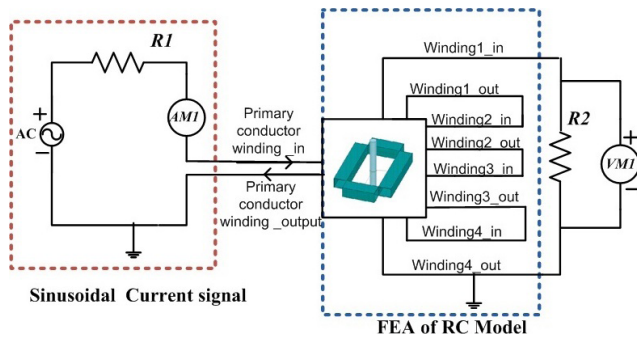 R1
AM1
+
AC
−
Primary
conductor
winding _in
Primary
conductor
winding _output
Sinusoidal Current signal
Winding1_in
Winding1_out
Winding2_in
Winding2_out
Winding3_in
Winding3_out
Winding4_in
Winding4_out
R2
+
VM1
−
FEA of RC Model